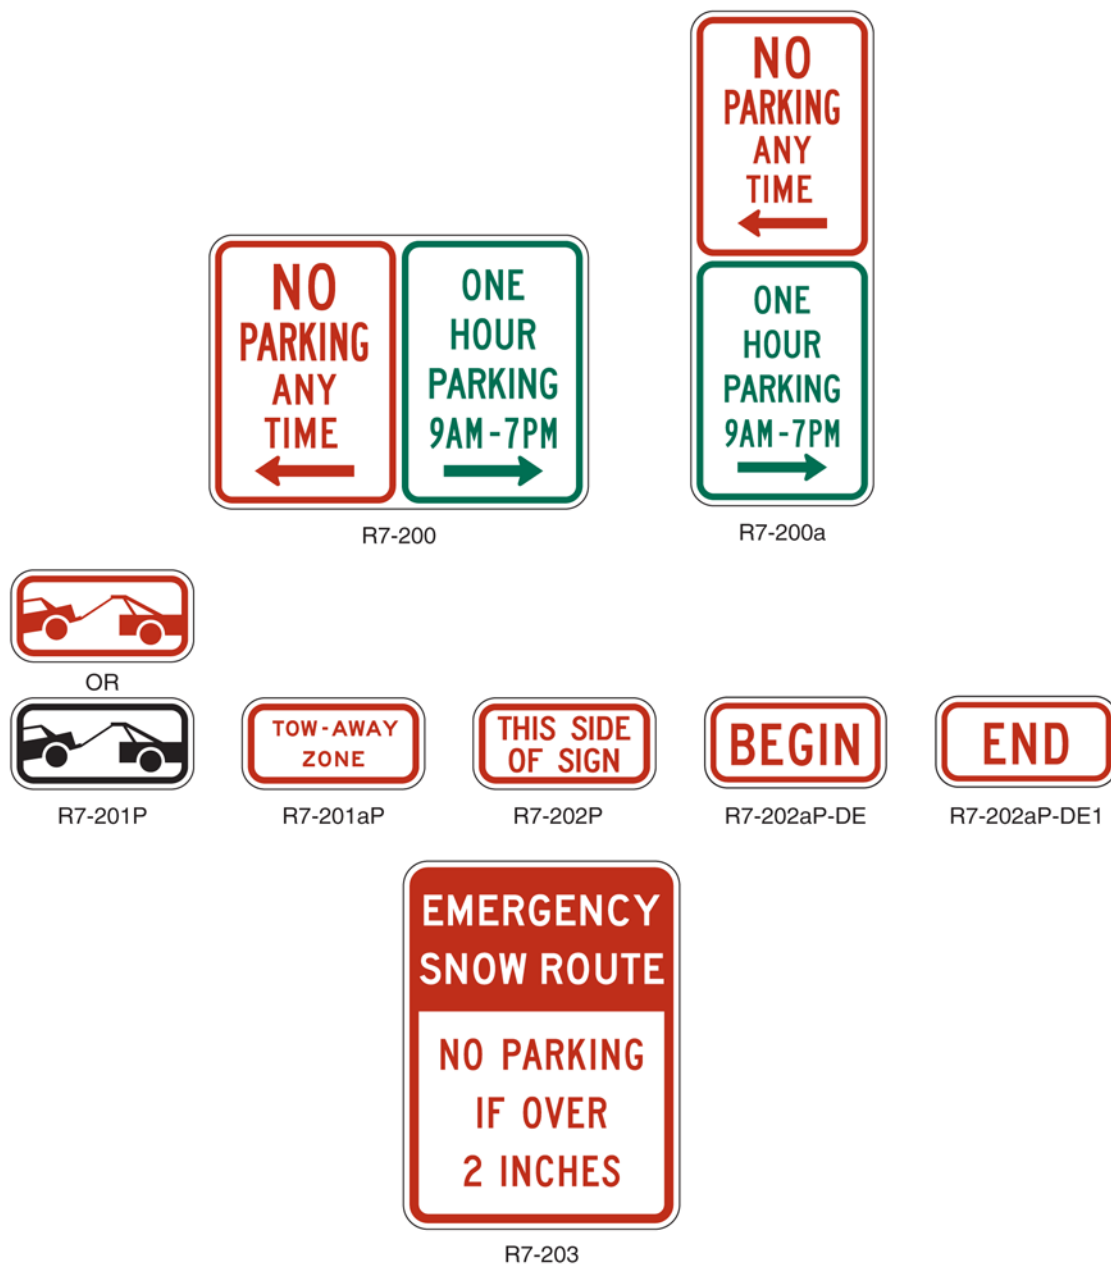 NO
PARKING
ANY
TIME
ONE
HOUR
PARKING
9AM-7PM
R7-200
NO
PARKING
ANY
TIME
ONE
HOUR
PARKING
9AM-7PM
R7-200a
OR
R7-201P
TOW-AWAY
ZONE
R7-201aP
THIS SIDE
OF SIGN
R7-202P
BEGIN
R7-202aP-DE
END
R7-202aP-DE1
EMERGENCY
SNOW ROUTE
NO PARKING
IF OVER
2 INCHES
R7-203